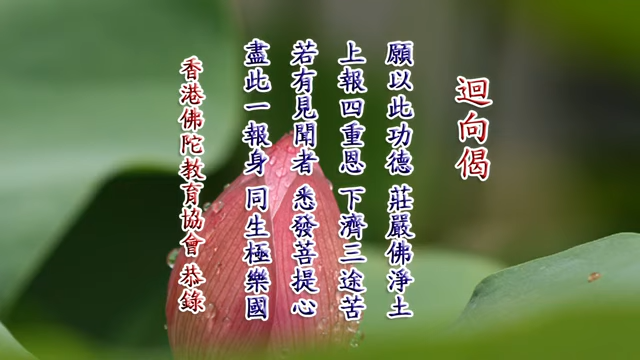 迴向偈
願以此功德 莊嚴佛淨土
上報四重恩 下濟三途苦
若有見聞者 悉發菩提心
盡此一報身 同生極樂國
香港佛陀教育協會 恭錄